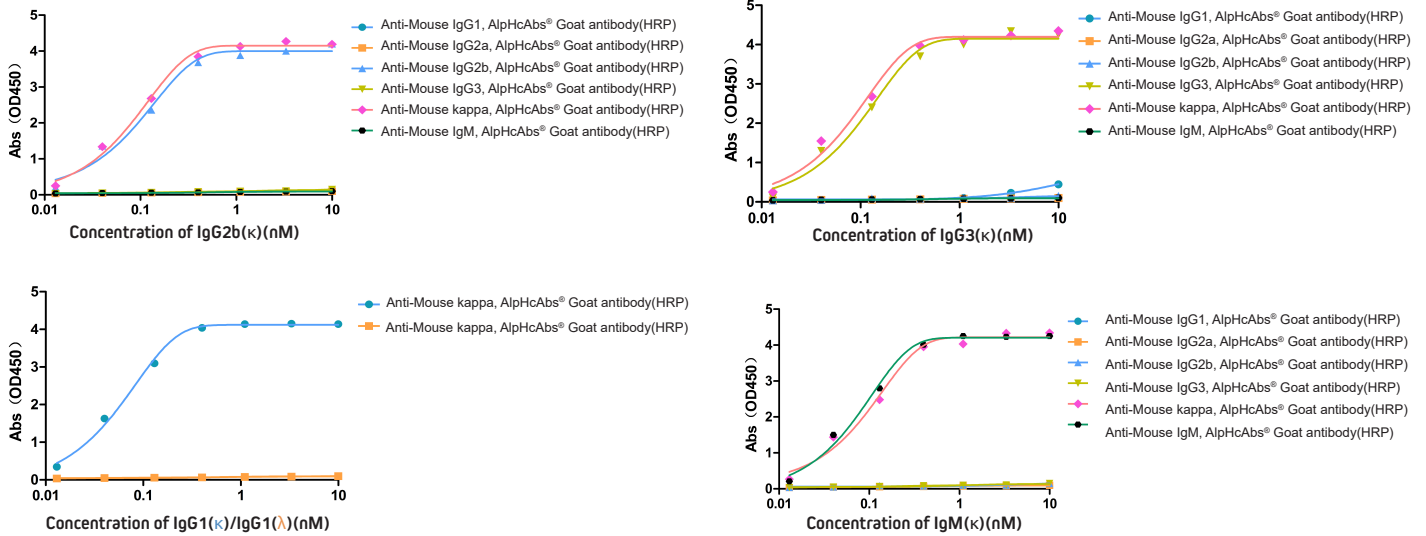 5
4
3
2
1
0
Abs (OD450)
0.01 0.1 1 10
Concentration of IgG2b(κ)(nM)
Anti-Mouse IgG1, AlpHcAbs® Goat antibody(HRP)
Anti-Mouse IgG2a, AlpHcAbs® Goat antibody(HRP)
Anti-Mouse IgG2b, AlpHcAbs® Goat antibody(HRP)
Anti-Mouse IgG3, AlpHcAbs® Goat antibody(HRP)
Anti-Mouse kappa, AlpHcAbs® Goat antibody(HRP)
Anti-Mouse IgM, AlpHcAbs® Goat antibody(HRP)
5
4
3
2
1
0
Abs (OD450)
0.01 0.1 1 10
Concentration of IgG3(κ)(nM)
Anti-Mouse IgG1, AlpHcAbs® Goat antibody(HRP)
Anti-Mouse IgG2a, AlpHcAbs® Goat antibody(HRP)
Anti-Mouse IgG2b, AlpHcAbs® Goat antibody(HRP)
Anti-Mouse IgG3, AlpHcAbs® Goat antibody(HRP)
Anti-Mouse kappa, AlpHcAbs® Goat antibody(HRP)
Anti-Mouse IgM, AlpHcAbs® Goat antibody(HRP)
5
4
3
2
1
0
Abs (OD450)
0.01 0.1 1 10
Concentration of IgG1(κ)/IgG1(λ)(nM)
Anti-Mouse kappa, AlpHcAbs® Goat antibody(HRP)
Anti-Mouse kappa, AlpHcAbs® Goat antibody(HRP)
5
4
3
2
1
0
Abs (OD450)
0.01 0.1 1 10
Concentration of IgM(κ)(nM)
Anti-Mouse IgG1, AlpHcAbs® Goat antibody(HRP)
Anti-Mouse IgG2a, AlpHcAbs® Goat antibody(HRP)
Anti-Mouse IgG2b, AlpHcAbs® Goat antibody(HRP)
Anti-Mouse IgG3, AlpHcAbs® Goat antibody(HRP)
Anti-Mouse kappa, AlpHcAbs® Goat antibody(HRP)
Anti-Mouse IgM, AlpHcAbs® Goat antibody(HRP)